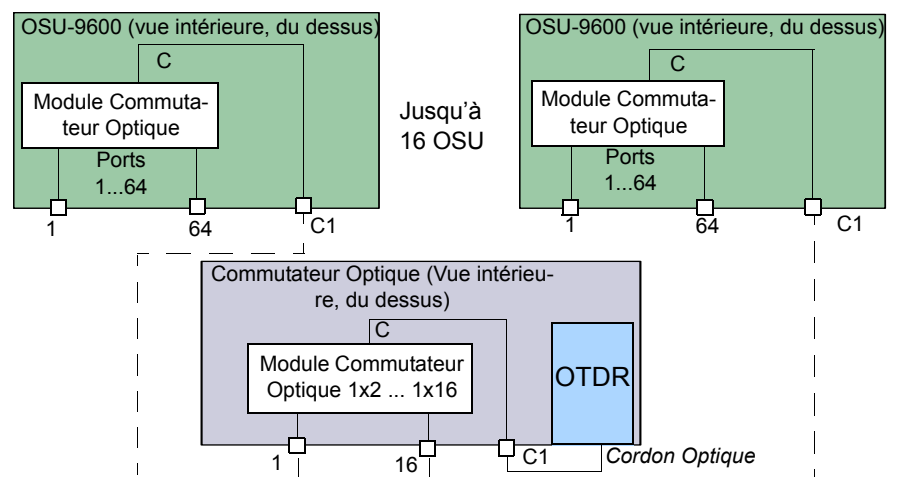 OSU-9600 (vue intérieure, du dessus)
C
Module Commuta-
teur Optique
Ports
1...64
1
64
C1
Jusqu'à
16 OSU
OSU-9600 (vue intérieure, du dessus)
C
Module Commuta-
teur Optique
Ports
1...64
1
64
C1
Commutateur Optique (Vue intérieu-
re, du dessus)
C
Module Commutateur
Optique 1x2 ... 1x16
OTDR
1
16
C1
Cordon Optique